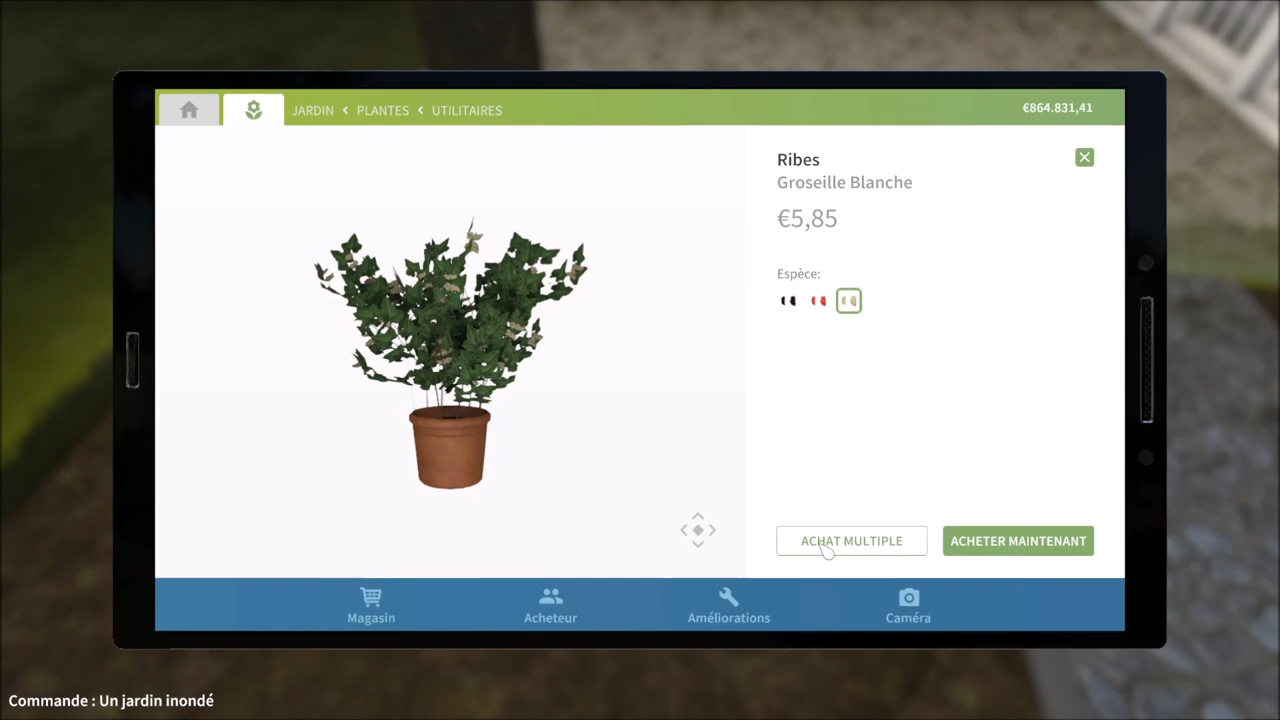 JARDIN < PLANTES < UTILITAIRES
€864.831,41
Ribes
Groseille Blanche
€5,85
Espèce:
ACHAT MULTIPLE
ACHETER MAINTENANT
Magasin
Acheteur
Améliorations
Caméra
Commande : Un jardin inondé